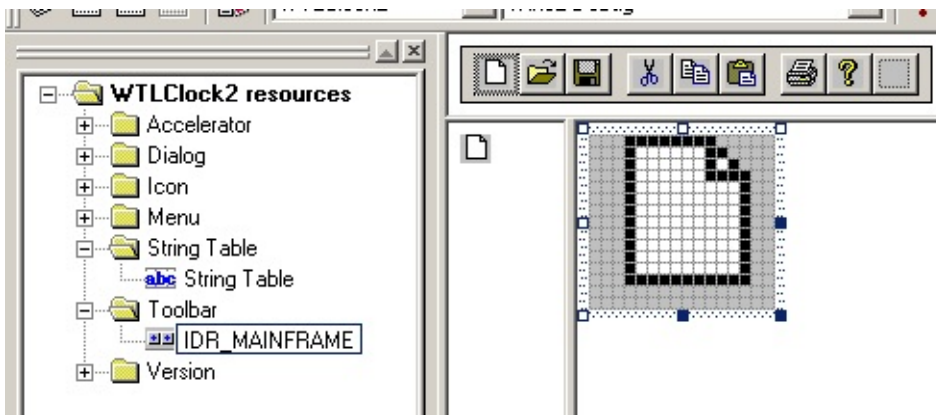 WTLClock2 resources
Accelerator
Dialog
Icon
Menu
String Table
abc String Table
Toolbar
IDR_MAINFRAME
Version